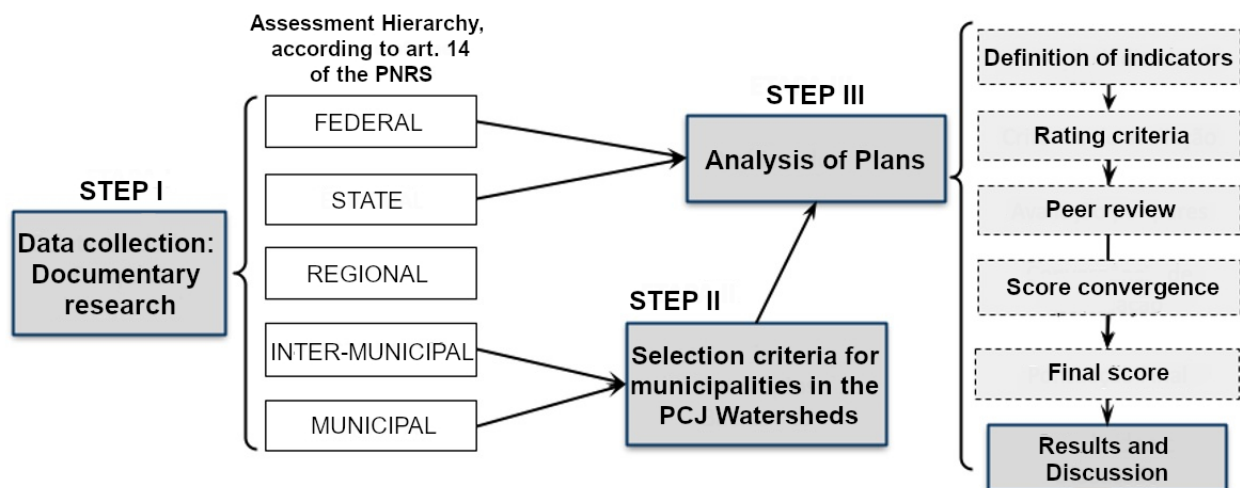 Assessment Hierarchy,
according to art. 14
of the PNRS
STEP I
Data collection:
Documentary
research
FEDERAL
STATE
REGIONAL
INTER-MUNICIPAL
MUNICIPAL
STEP II
Selection criteria for
municipalities in the
PCJ Watersheds
STEP III
Analysis of Plans
Definition of indicators
Rating criteria
Peer review
Score convergence
Final score
Results and
Discussion